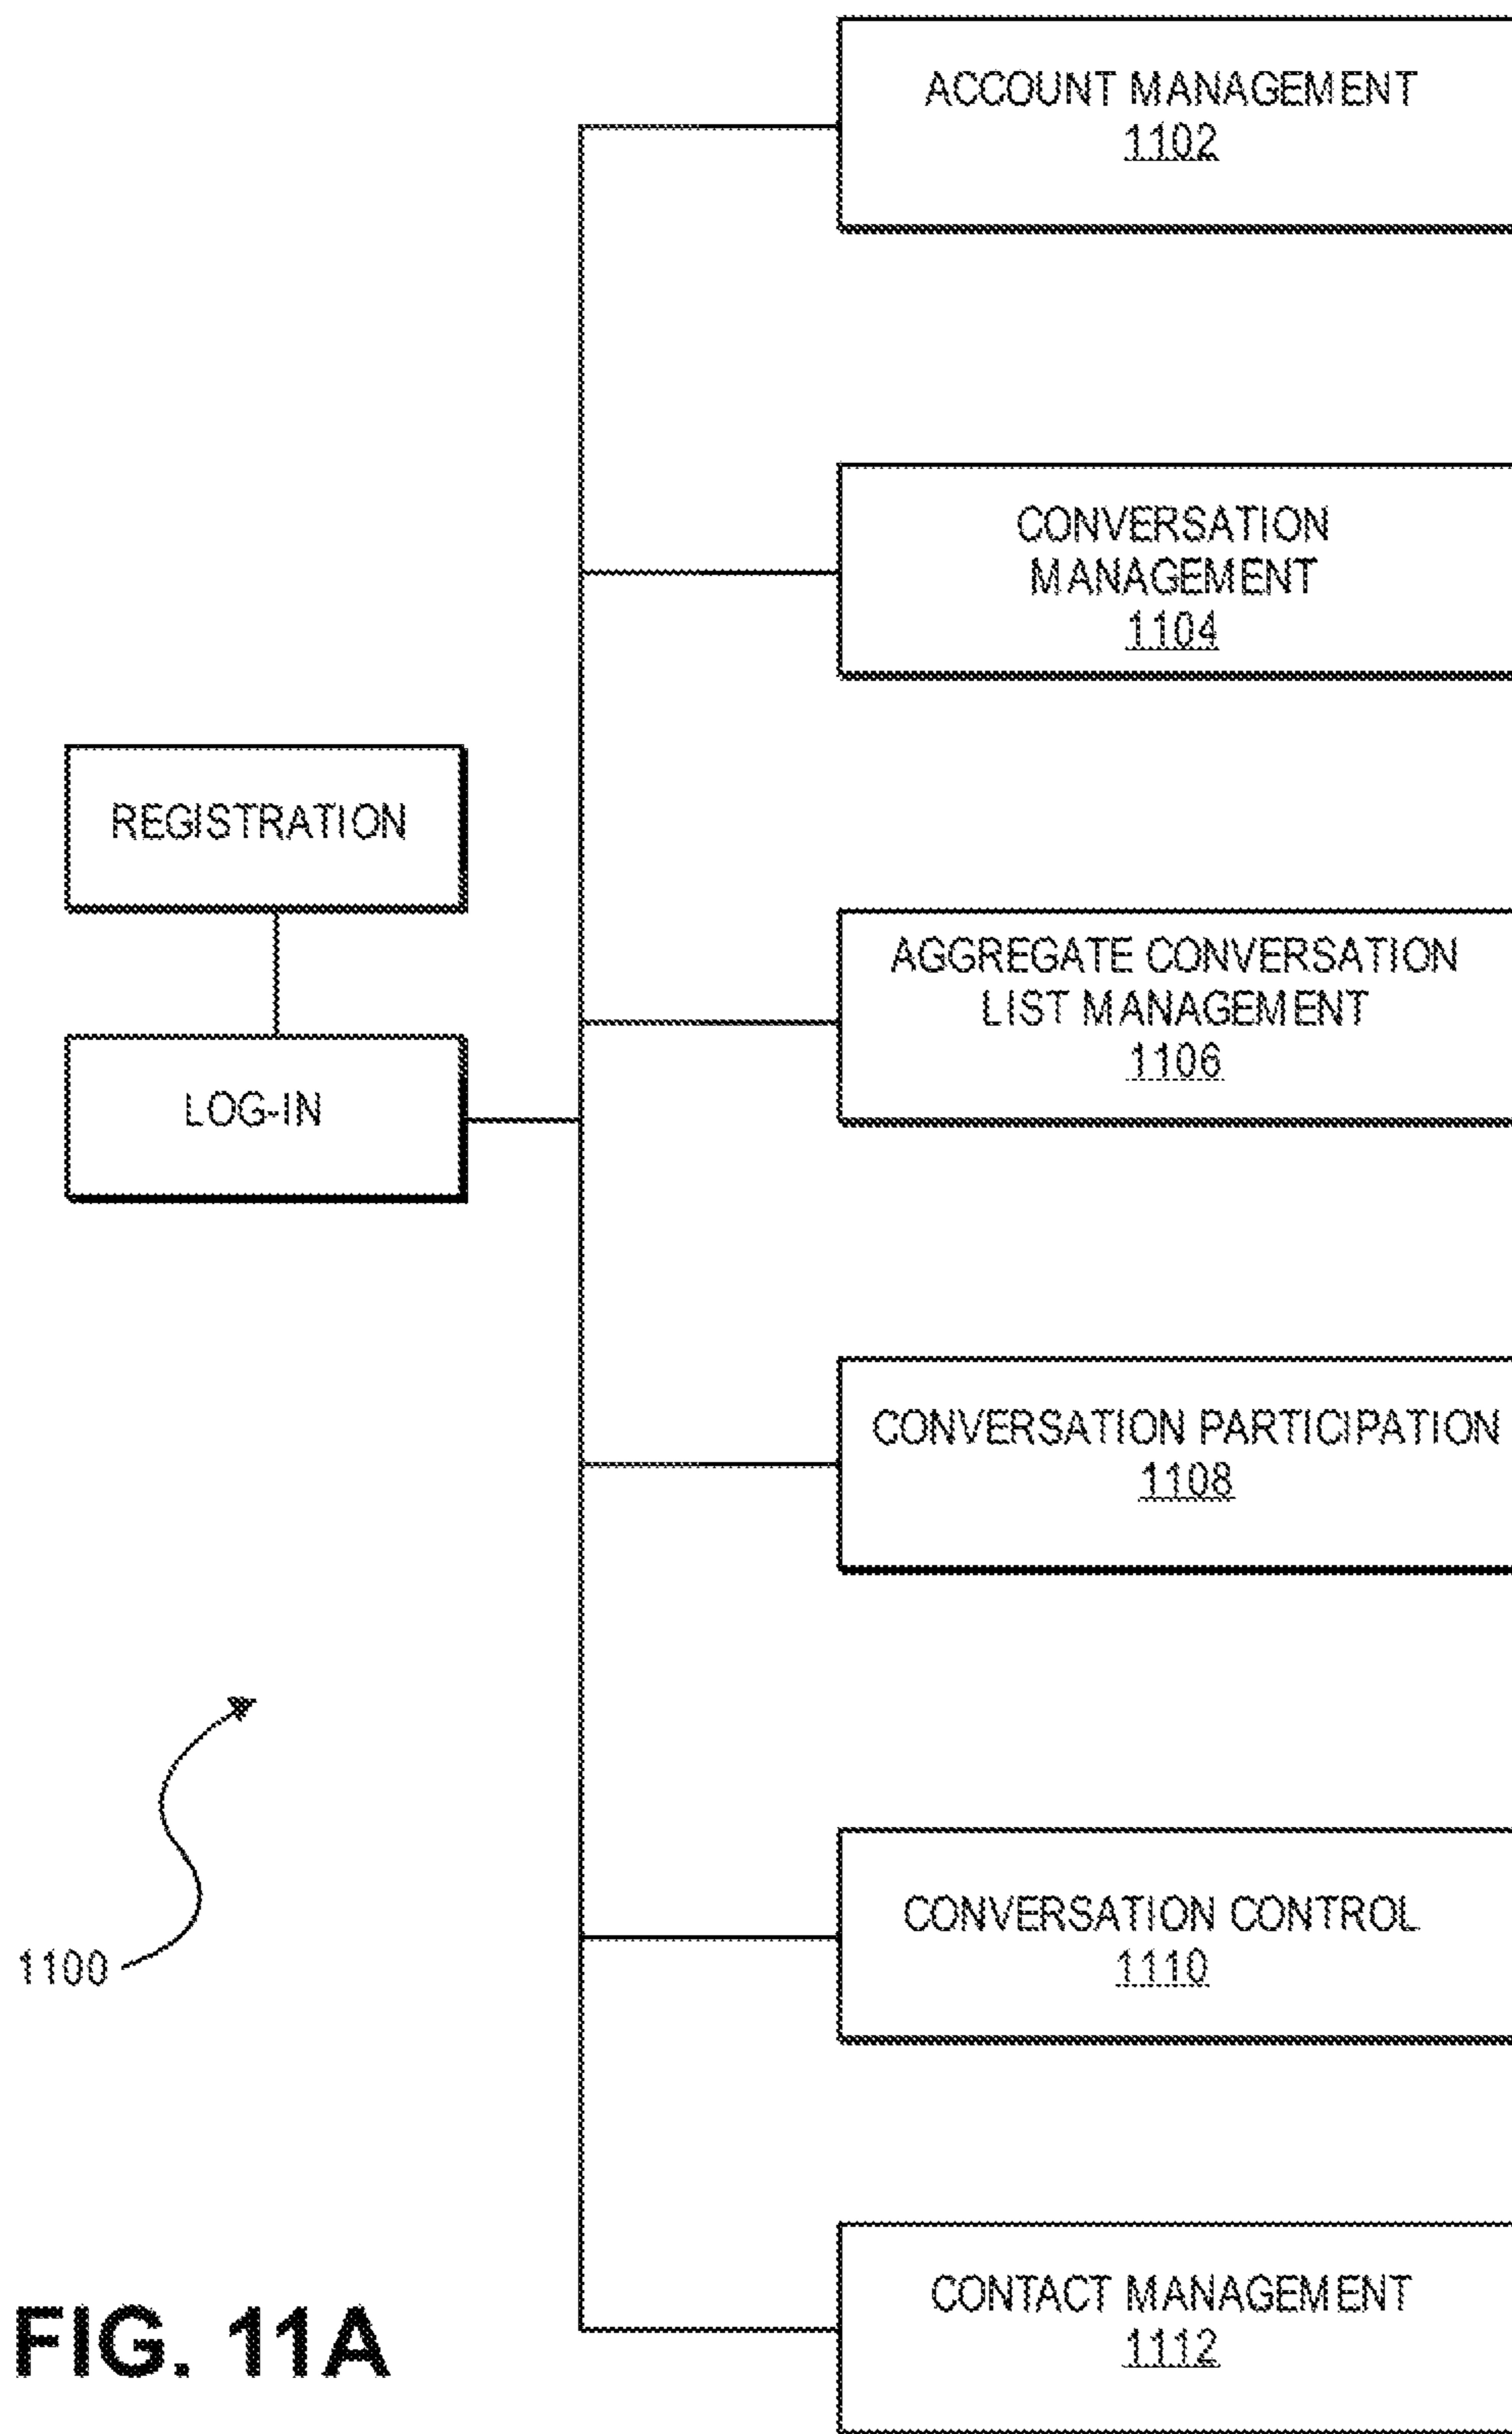 ACCOUNT MANAGEMENT
1102
CONVERSATION
MANAGEMENT
1104
REGISTRATION
AGGREGATE CONVERSATION
LIST MANAGEMENT
1106
LOG-IN
CONVERSATION PARTICIPATION
1108
CONVERSATION CONTROL
1110
1100
CONTACT MANAGEMENT
1112
FIG. 11A